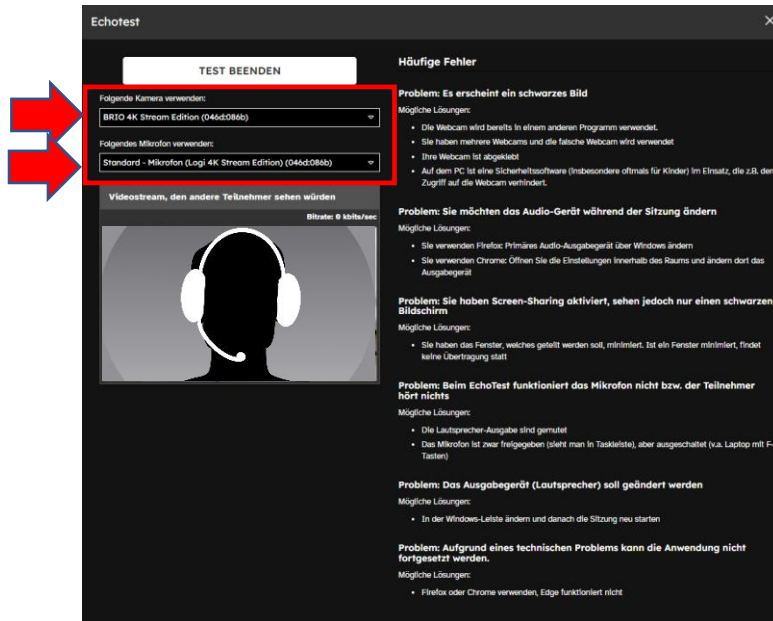 Echotest
TEST BEENDEN
Folgende Kamera verwenden:
BRIO 4K Stream Edition (046d:086b)
Folgendes Mikrofon verwenden:
Standard - Mikrofon (Logi 4K Stream Edition) (046d:086b)
Videostream, den andere Teilnehmer sehen würden
Bitrate: 0 kbits/sec
Häufige Fehler
Problem: Es erscheint ein schwarzes Bild
Mögliche Lösungen:
• Die Webcam wird bereits in einem anderen Programm verwendet.
• Sie haben mehrere Webcams und die falsche Webcam wird verwendet
• Ihre Webcam ist abgeklebt
• Auf dem PC ist eine Sicherheitssoftware (insbesondere oftmals für Kinder) im Einsatz, die z.B. den
Zugriff auf die Webcam verhindert.
Problem: Sie möchten das Audio-Gerät während der Sitzung ändern
Mögliche Lösungen:
• Sie verwenden Firefox: Primäres Audio-Ausgabegerät über Windows ändern
• Sie verwenden Chrome: Öffnen Sie die Einstellungen innerhalb des Raums und ändern dort das
Ausgabegerät
Problem: Sie haben Screen-Sharing aktiviert, sehen jedoch nur einen schwarzen
Bildschirm
Mögliche Lösungen:
• Sie haben das Fenster, welches geteilt werden soll, minimiert. Ist ein Fenster minimiert, findet
keine Übertragung statt
Problem: Beim EchoTest funktioniert das Mikrofon nicht bzw. der Teilnehmer
hört nichts
Mögliche Lösungen:
• Die Lautsprecher-Ausgabe sind gemutet
• Das Mikrofon ist zwar freigegeben (sieht man in Taskleiste), aber ausgeschaltet (v.a. Laptop mit F-
Tasten)
Problem: Das Ausgabegerät (Lautsprecher) soll geändert werden
Mögliche Lösungen:
• In der Windows-Leiste ändern und danach die Sitzung neu starten
Problem: Aufgrund eines technischen Problems kann die Anwendung nicht
fortgesetzt werden.
Mögliche Lösungen:
• Firefox oder Chrome verwenden, Edge funktioniert nicht